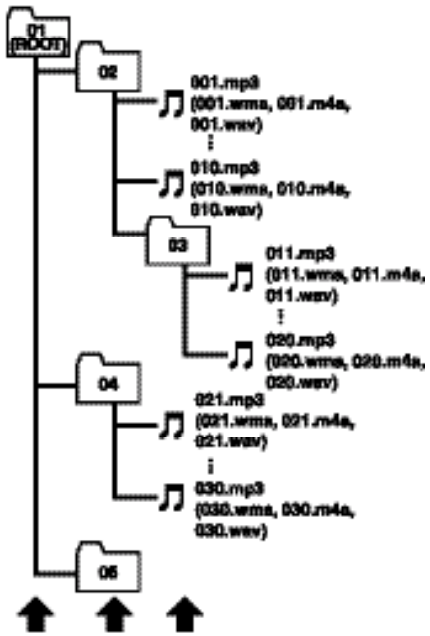 01
(ROOT)
02
001.mp3
(001.wma, 001.m4a,
001.wav)
010.mp3
(010.wma, 010.m4a,
010.wav)
03
011.mp3
(011.wma, 011.m4a,
011.wav)
020.mp3
(020.wma, 020.m4a,
020.wav)
04
021.mp3
(021.wma, 021.m4a,
021.wav)
030.mp3
(030.wma, 030.m4a,
030.wav)
05